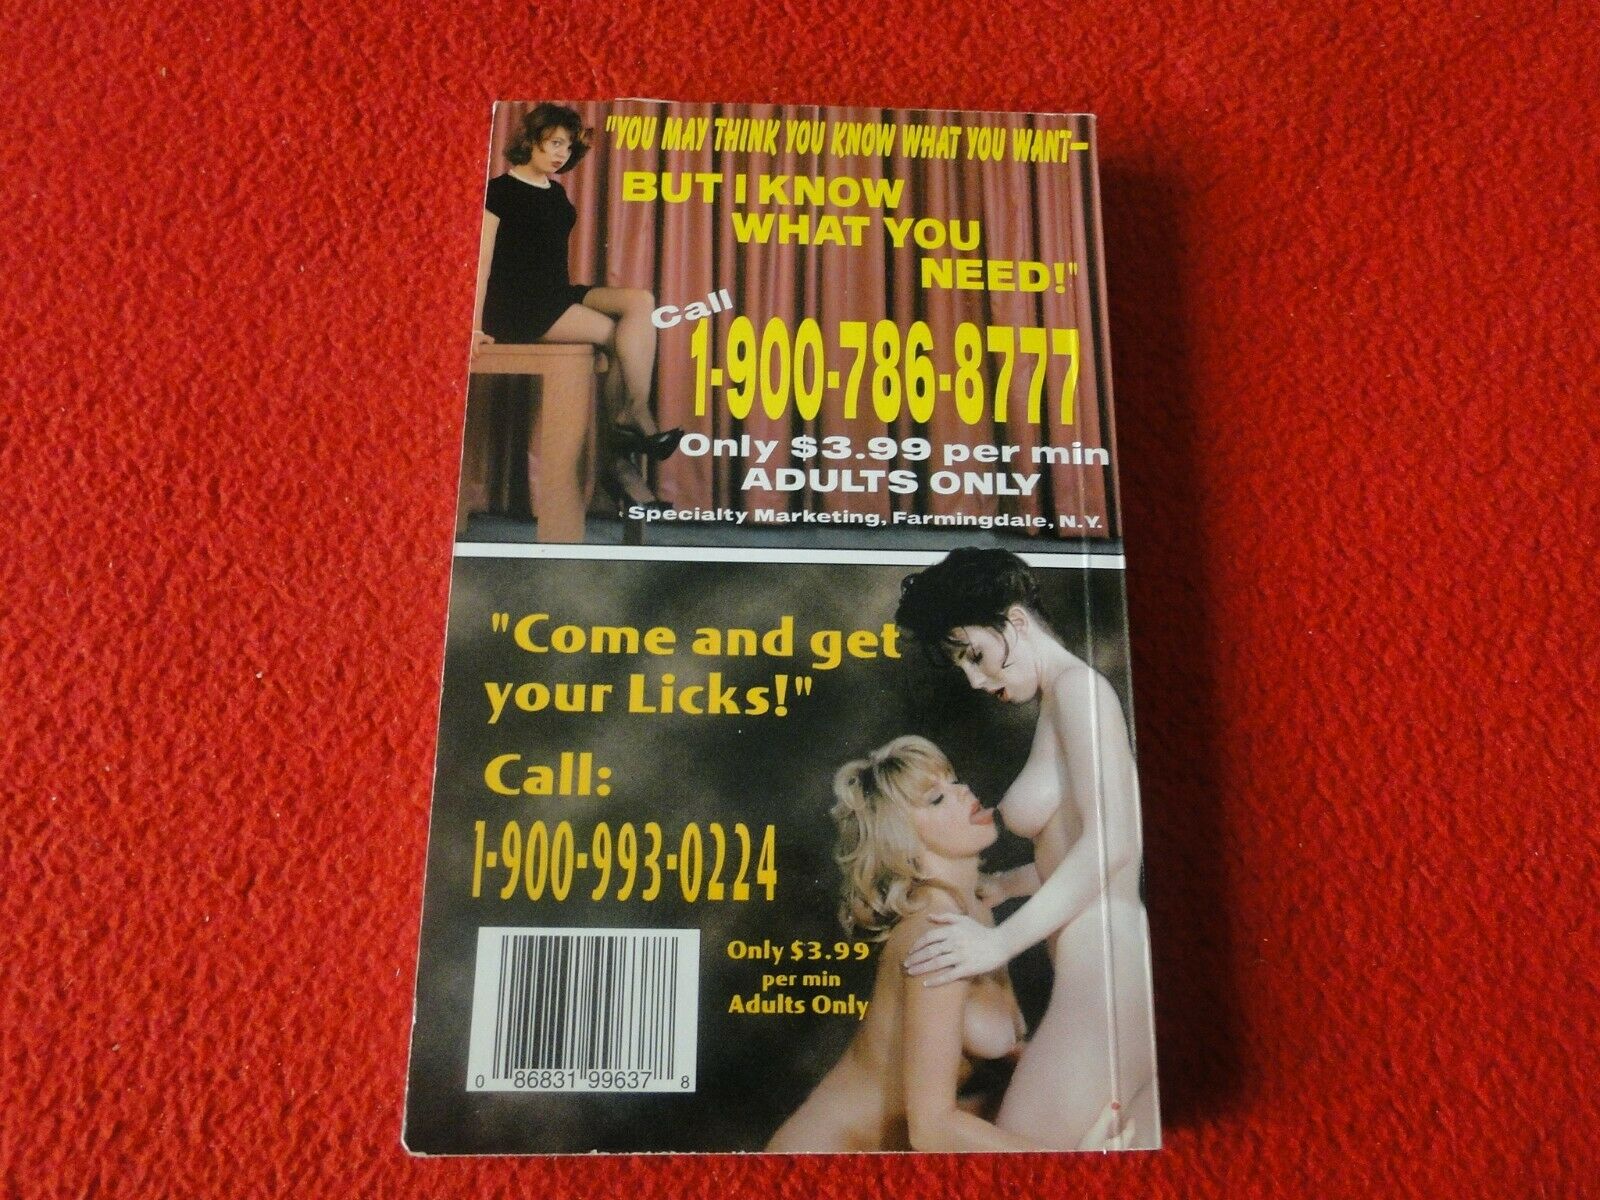 "YOU MAY THINK YOU KNOW WHAT YOU WANT—
BUT I KNOW
WHAT YOU
NEED!"
Call
1-900-786-8777
Only $3.99 per min
ADULTS ONLY
Specialty Marketing, Farmingdale, N.Y.
"Come and get
your Licks!"
Call:
1-900-993-0224
Only $3.99
per min
Adults Only
0 86831 99637 8